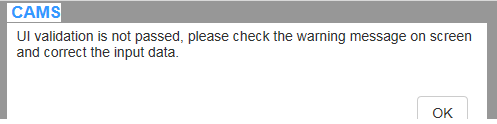 CAMS
UI validation is not passed, please check the warning message on screen
and correct the input data.
OK